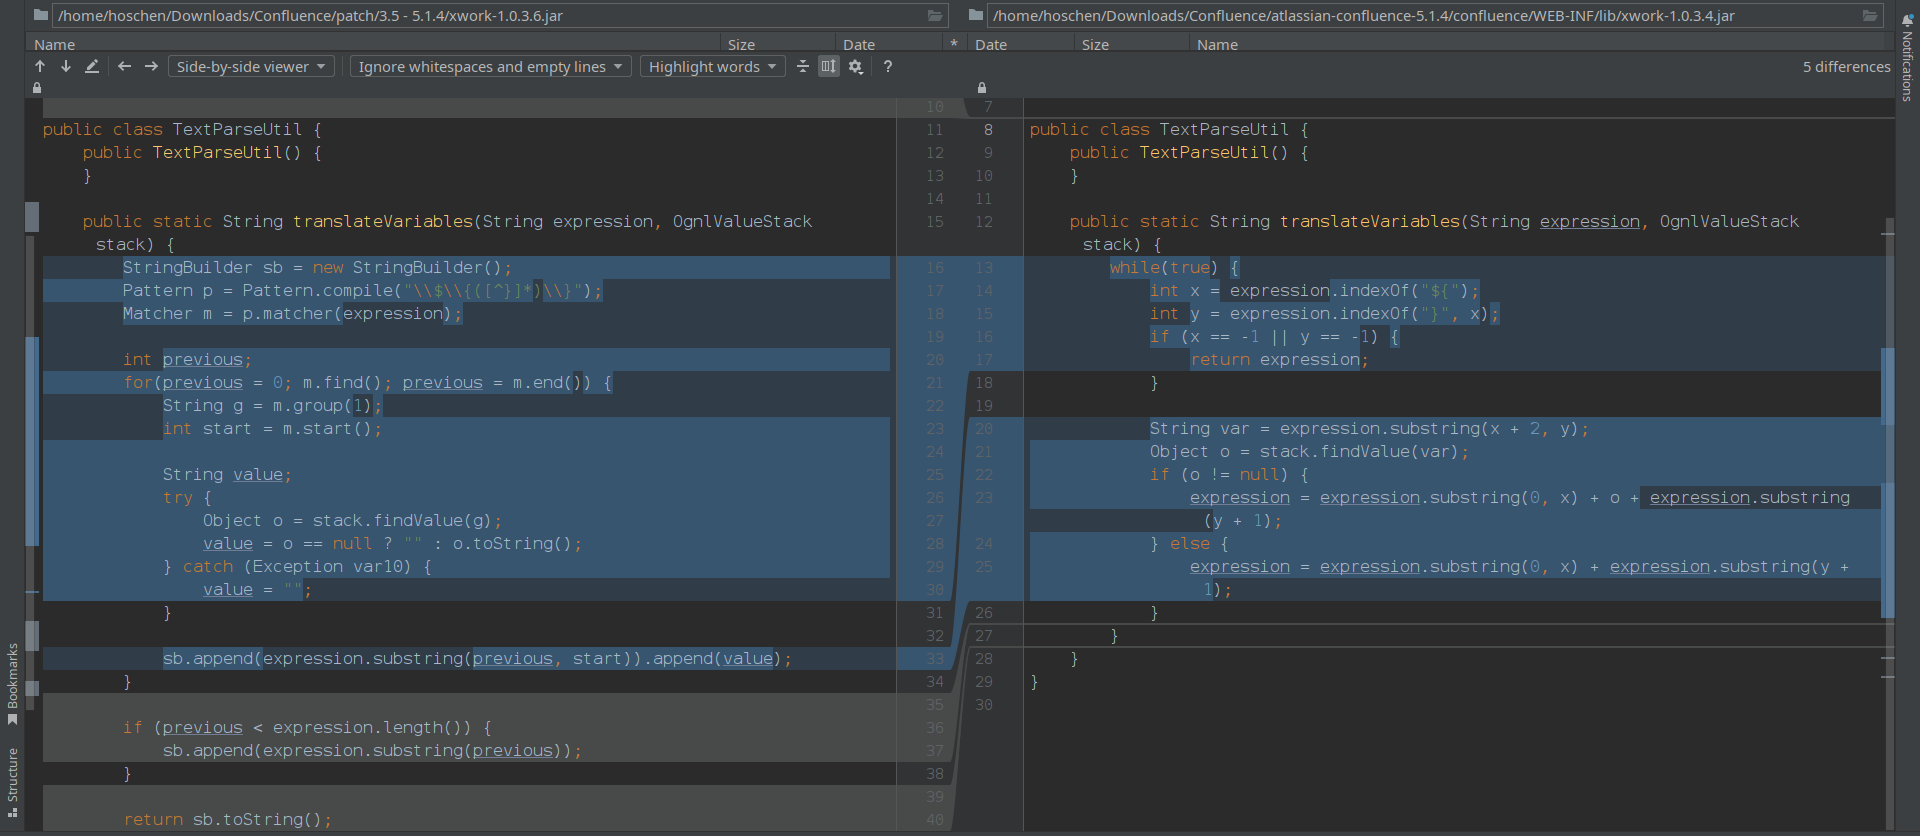 /home/hoschen/Downloads/Confluence/patch/3.5 - 5.1.4/xwork-1.0.3.6.jar
/home/hoschen/Downloads/Confluence/atlassian-confluence-5.1.4/confluence/WEB-INF/lib/xwork-1.0.3.4.jar
Name Size Date * Date Size Name
Side-by-side viewer Ignore whitespaces and empty lines Highlight words ? 5 differences
10
11 public class TextParseUtil {
12     public TextParseUtil() {
13     }
14
15     public static String translateVariables(String expression, OgnlValueStack
stack) {
16         StringBuilder sb = new StringBuilder();
17         Pattern p = Pattern.compile("\\$\\{([^}]*)\\}");
18         Matcher m = p.matcher(expression);
19
20         int previous;
21         for(previous = 0; m.find(); previous = m.end()) {
22             String g = m.group(1);
23             int start = m.start();
24
25             String value;
26             try {
27                 Object o = stack.findValue(g);
28                 value = o == null ? "" : o.toString();
29             } catch (Exception var10) {
30                 value = "";
31             }
32
33             sb.append(expression.substring(previous, start)).append(value);
34         }
35
36         if (previous < expression.length()) {
37             sb.append(expression.substring(previous));
38         }
39
40         return sb.toString();
7
8 public class TextParseUtil {
9     public TextParseUtil() {
10     }
11
12     public static String translateVariables(String expression, OgnlValueStack
stack) {
13         while(true) {
14             int x = expression.indexOf("${");
15             int y = expression.indexOf("}", x);
16             if (x == -1 || y == -1) {
17                 return expression;
18             }
19
20             String var = expression.substring(x + 2, y);
21             Object o = stack.findValue(var);
22             if (o != null) {
23                 expression = expression.substring(0, x) + o + expression.substring
(y + 1);
24             } else {
25                 expression = expression.substring(0, x) + expression.substring(y +
1);
26             }
27         }
28     }
29 }
30
Notifications
Bookmarks
Structure